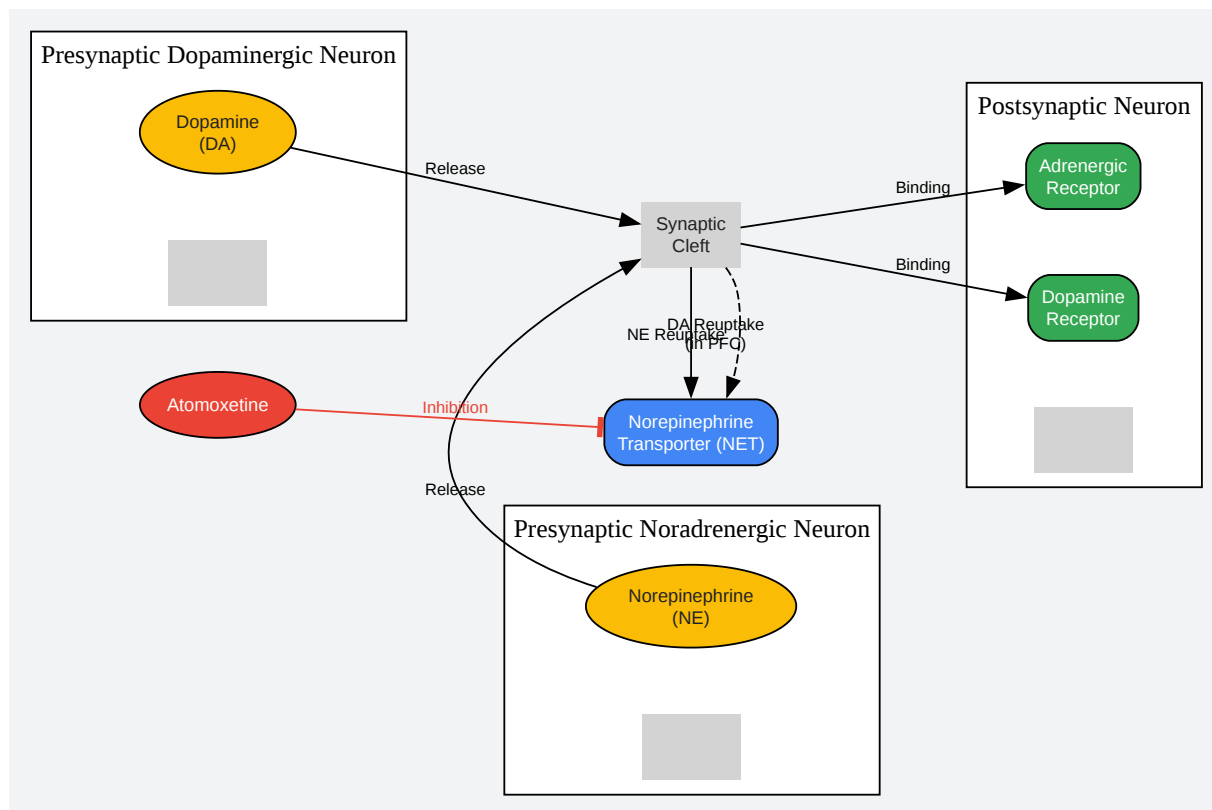 Presynaptic Dopaminergic Neuron
Dopamine
(DA)
Release
Synaptic
Cleft
Postsynaptic Neuron
Adrenergic
Receptor
Binding
Binding
Dopamine
Receptor
NE Reuptake
DA Reuptake
(in PFC)
Atomoxetine
Inhibition
Norepinephrine
Transporter (NET)
Release
Presynaptic Noradrenergic Neuron
Norepinephrine
(NE)